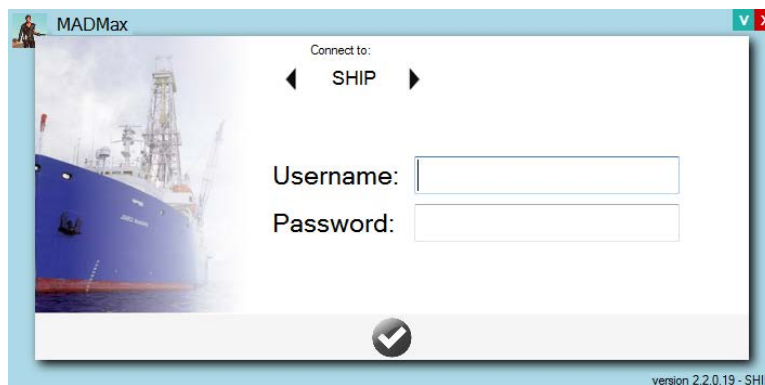 MADMax
V
Connect to:
SHIP
Username:
Password:
version 2.2.0.19 - SHI